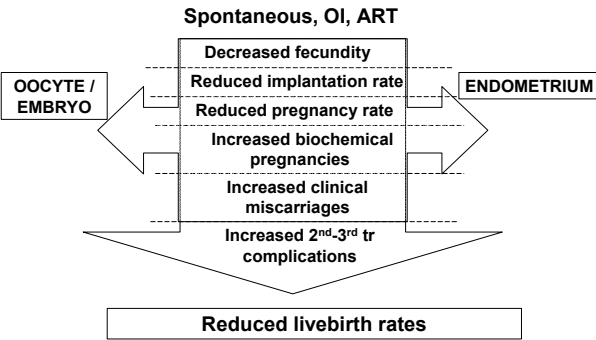 Spontaneous, OI, ART
Decreased fecundity
Reduced implantation rate
OOCYTE /
EMBRYO
ENDOMETRIUM
Reduced pregnancy rate
Increased biochemical
pregnancies
Increased clinical
miscarriages
Increased 2nd-3rd tr
complications
Reduced livebirth rates